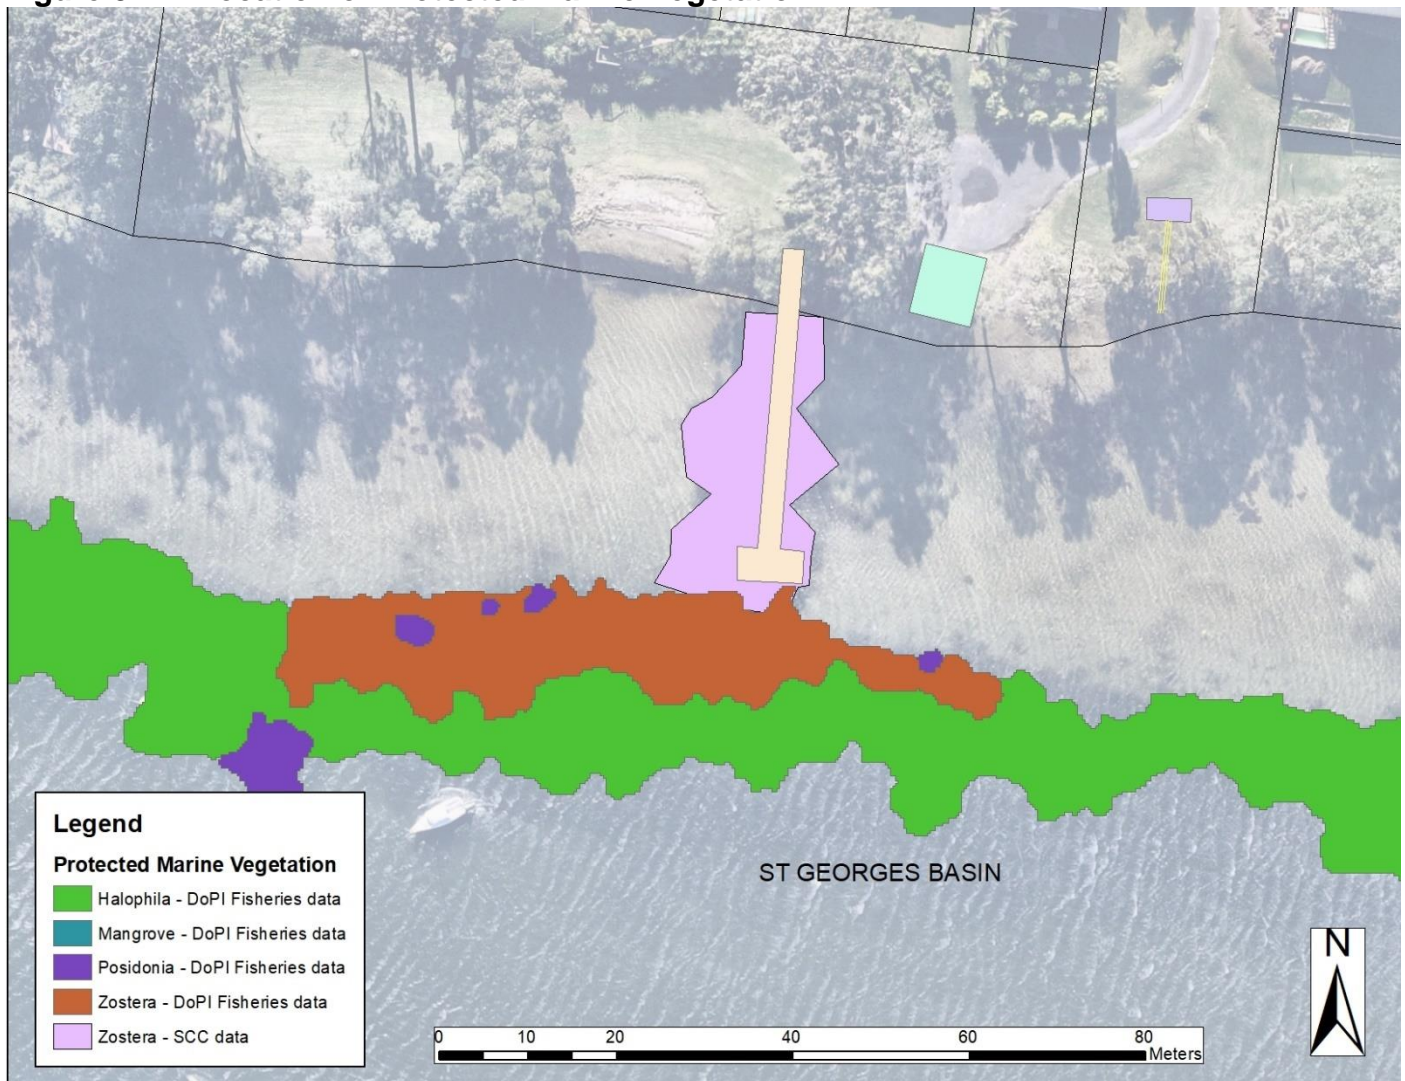 ST GEORGES BASIN
Legend
Protected Marine Vegetation
Halophila - DoPI Fisheries data
Mangrove - DoPI Fisheries data
Posidonia - DoPI Fisheries data
Zostera - DoPI Fisheries data
Zostera - SCC data
N
0 10 20 40 60 80
Meters